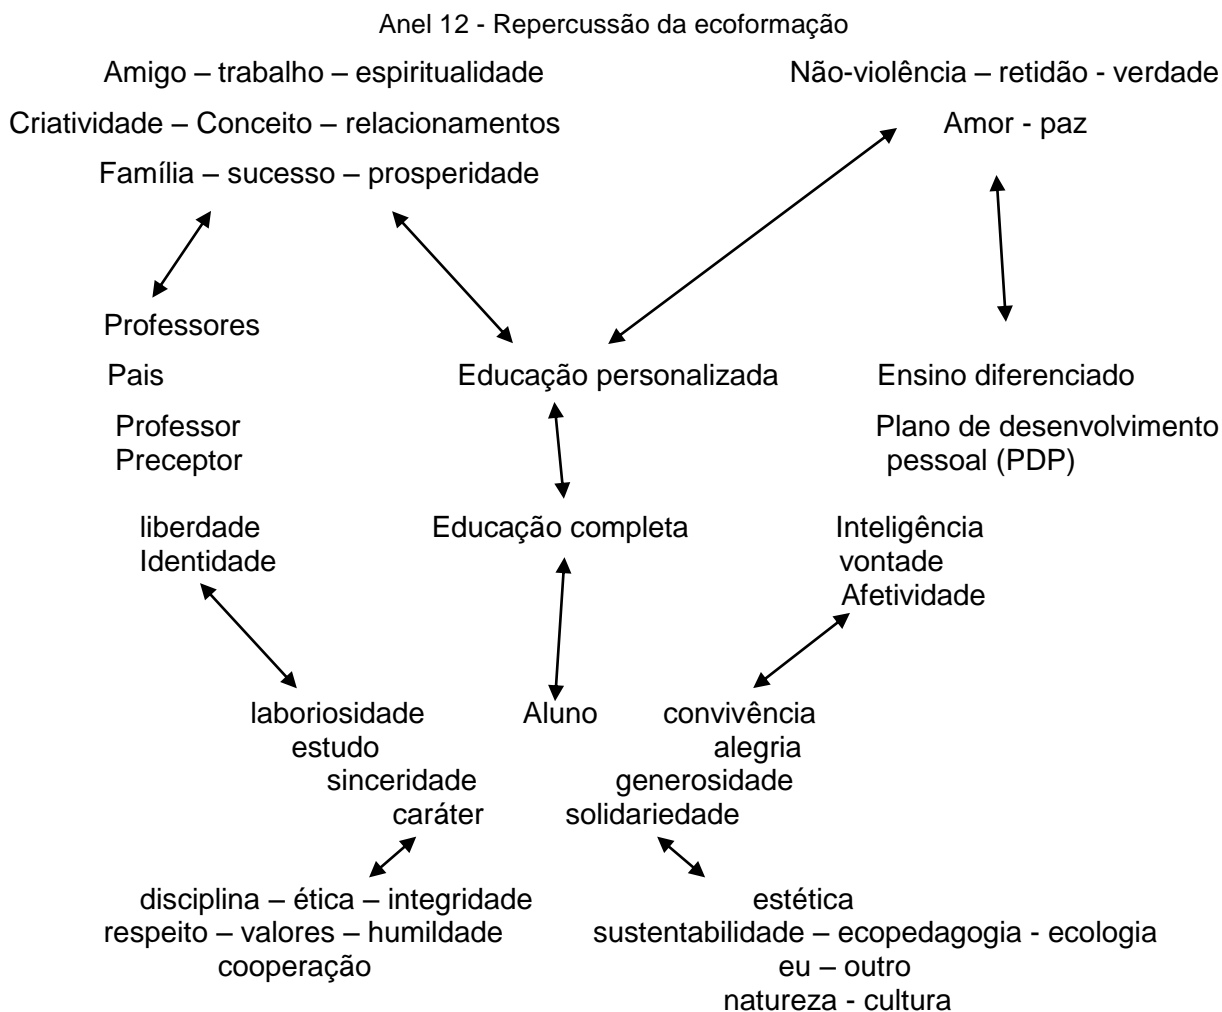 Anel 12 - Repercussão da ecoformação
Amigo – trabalho – espiritualidade
Não-violência – retidão - verdade
Criatividade – Conceito – relacionamentos
Amor - paz
Família – sucesso – prosperidade
Professores
Pais
Educação personalizada
Ensino diferenciado
Professor
Preceptor
Plano de desenvolvimento
pessoal (PDP)
liberdade
Identidade
Educação completa
Inteligência
vontade
Afetividade
laboriosidade
estudo
sinceridade
caráter
Aluno
convivência
alegria
generosidade
solidariedade
disciplina – ética – integridade
respeito – valores – humildade
cooperação
estética
sustentabilidade – ecopedagogia - ecologia
eu – outro
natureza - cultura